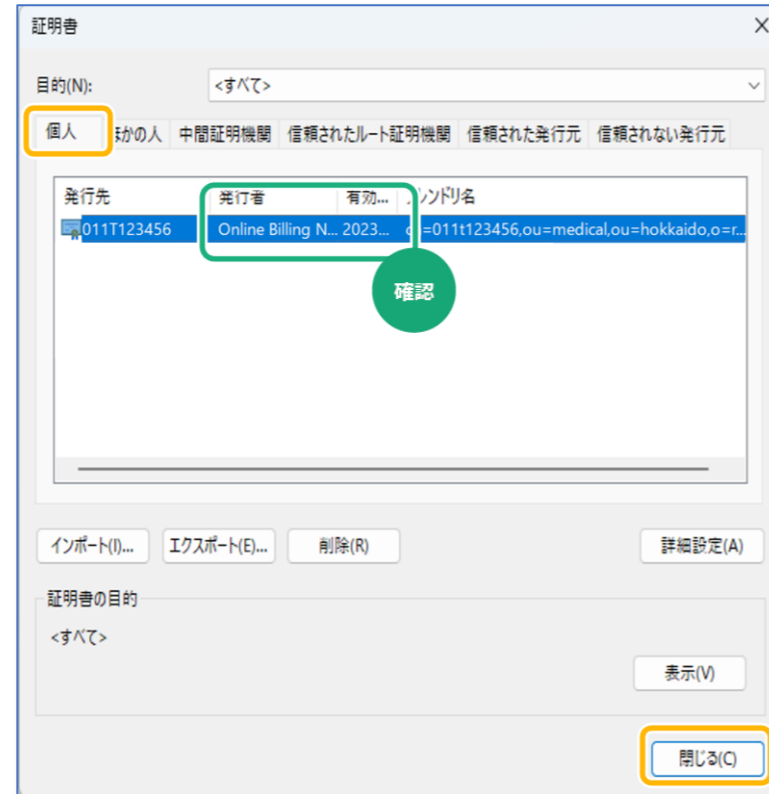 証明書
目的(N): <すべて>
個人 ほかの人 中間証明機関 信頼されたルート証明機関 信頼された発行元 信頼されない発行元
発行先 発行者 有効... フレンドリ名
011T123456 Online Billing N... 2023... =011t123456,ou=medical,ou=hokkaido,o=r...
確認
インポート(I)... エクスポート(E)... 削除(R) 詳細設定(A)
証明書の目的
<すべて>
表示(V)
閉じる(C)